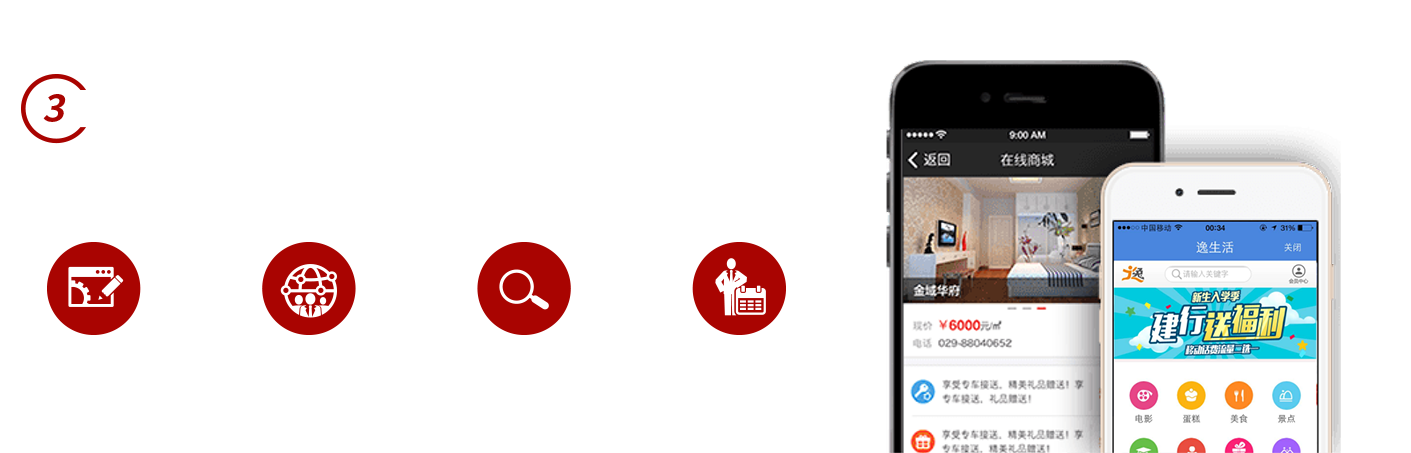 3
9:00 AM
返回
在线商城
金域华府
现价 ￥6000元/㎡
电话 029-88040652
享受专车接送，精美礼品赠送！享
专车接送，礼品赠送！
享受专车接送，精美礼品赠送！享
专车接送，礼品赠送！
中国移动 00:34 31%
逸生活
关闭
请输入关键字
会员中心
新生入学季
建行送福利
移动话费流量二选一
电影
蛋糕
美食
景点